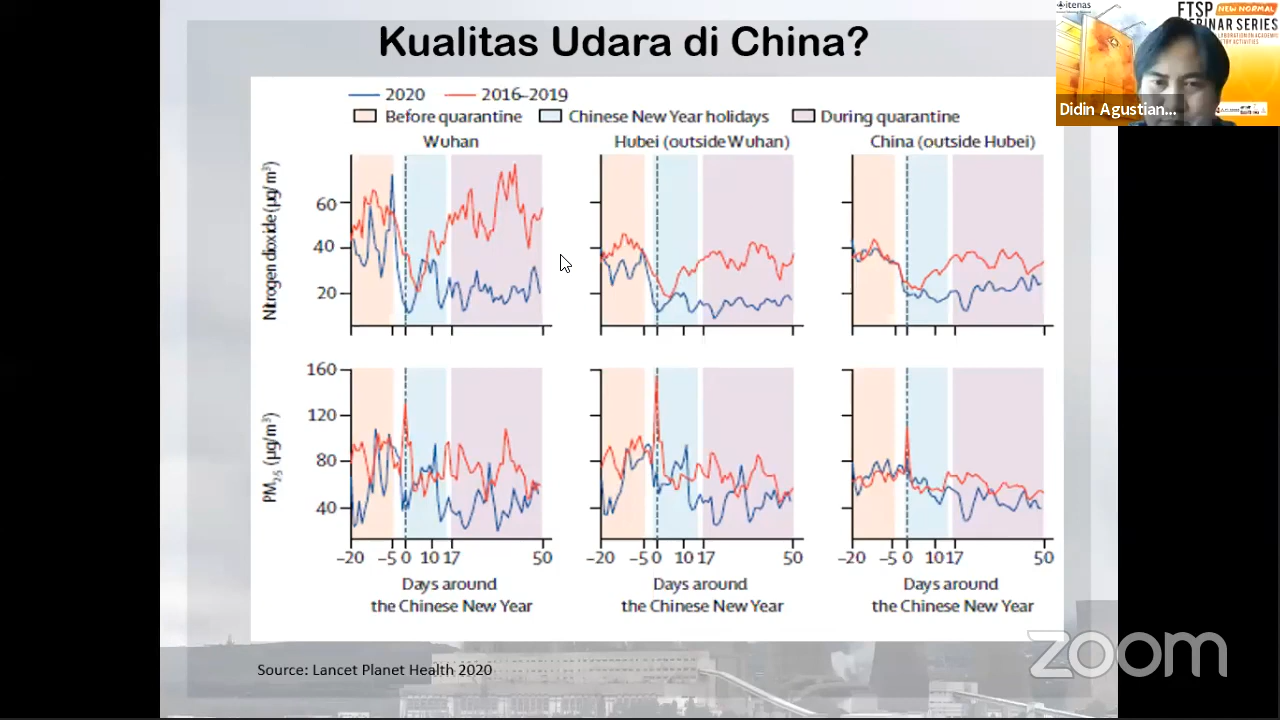 Kualitas Udara di China?
itenas
FTSP NEW NORMAL
WEBINAR SERIES
Didin Agustian...
2020 2016–2019
Before quarantine Chinese New Year holidays During quarantine
Wuhan Hubei (outside Wuhan) China (outside Hubei)
Nitrogen dioxide (µg/m³)
60
40
20
PM2.5 (µg/m³)
160
120
80
40
–20 –5 0 10 17 50 –20 –5 0 10 17 50 –20 –5 0 10 17 50
Days around Days around Days around
the Chinese New Year the Chinese New Year the Chinese New Year
Source: Lancet Planet Health 2020
zoom